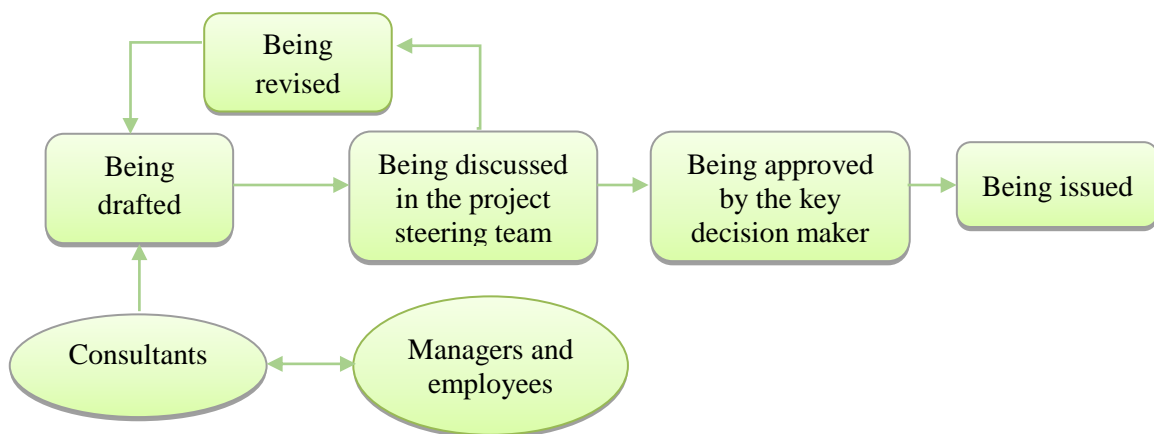 Being
revised
Being
drafted
Being discussed
in the project
steering team
Being approved
by the key
decision maker
Being issued
Consultants
Managers and
employees